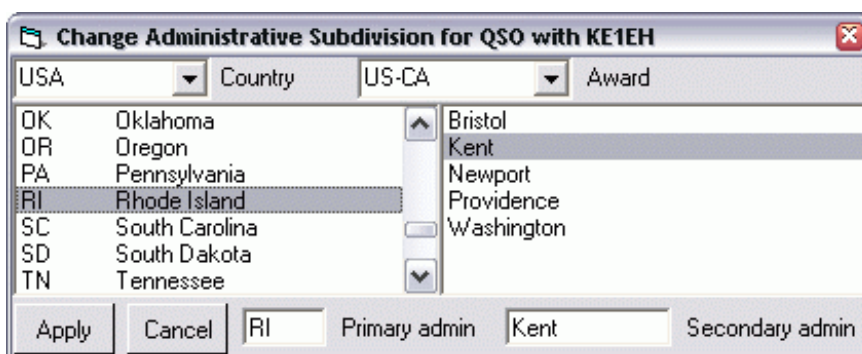 Change Administrative Subdivision for QSO with KE1EH
USA Country US-CA Award
OK Oklahoma
OR Oregon
PA Pennsylvania
RI Rhode Island
SC South Carolina
SD South Dakota
TN Tennessee
Bristol
Kent
Newport
Providence
Washington
Apply Cancel RI Primary admin Kent Secondary admin